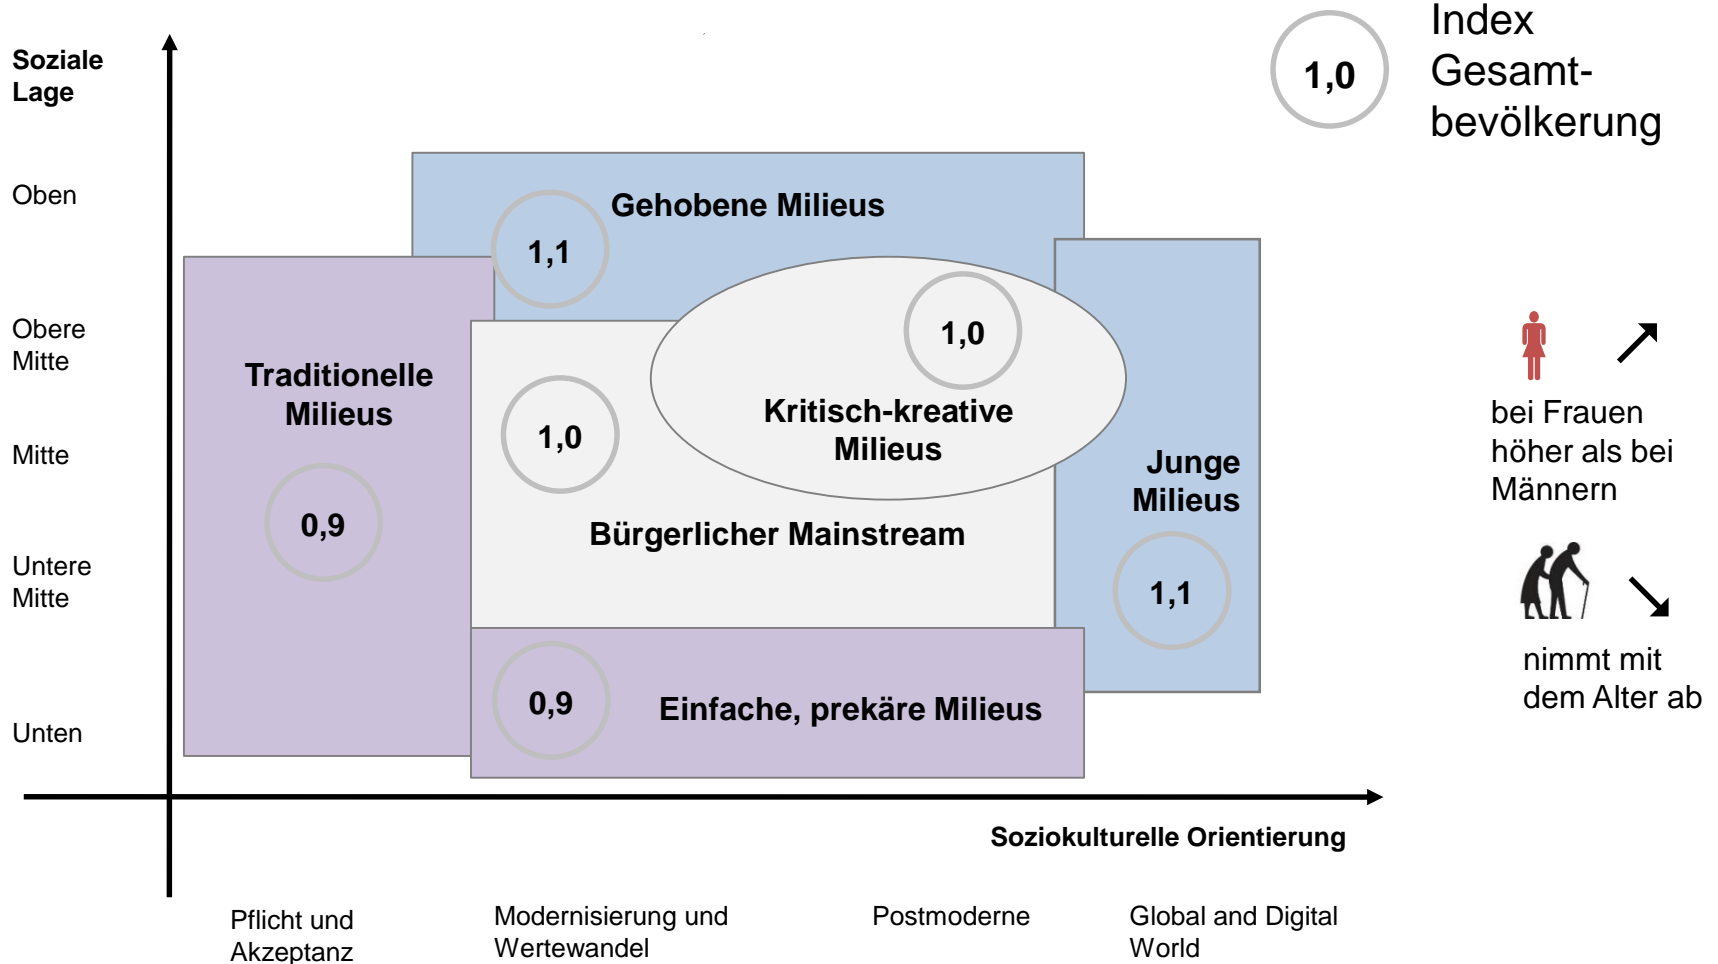 Index
Gesamt-
bevölkerung
1,0
Soziale
Lage
Oben
Obere
Mitte
Mitte
Untere
Mitte
Unten
Gehobene Milieus
1,1
Traditionelle
Milieus
0,9
1,0
Kritisch-kreative
Milieus
1,0
Bürgerlicher Mainstream
Junge
Milieus
1,1
0,9
Einfache, prekäre Milieus
bei Frauen
höher als bei
Männern
nimmt mit
dem Alter ab
Soziokulturelle Orientierung
Pflicht und
Akzeptanz
Modernisierung und
Wertewandel
Postmoderne
Global and Digital
World